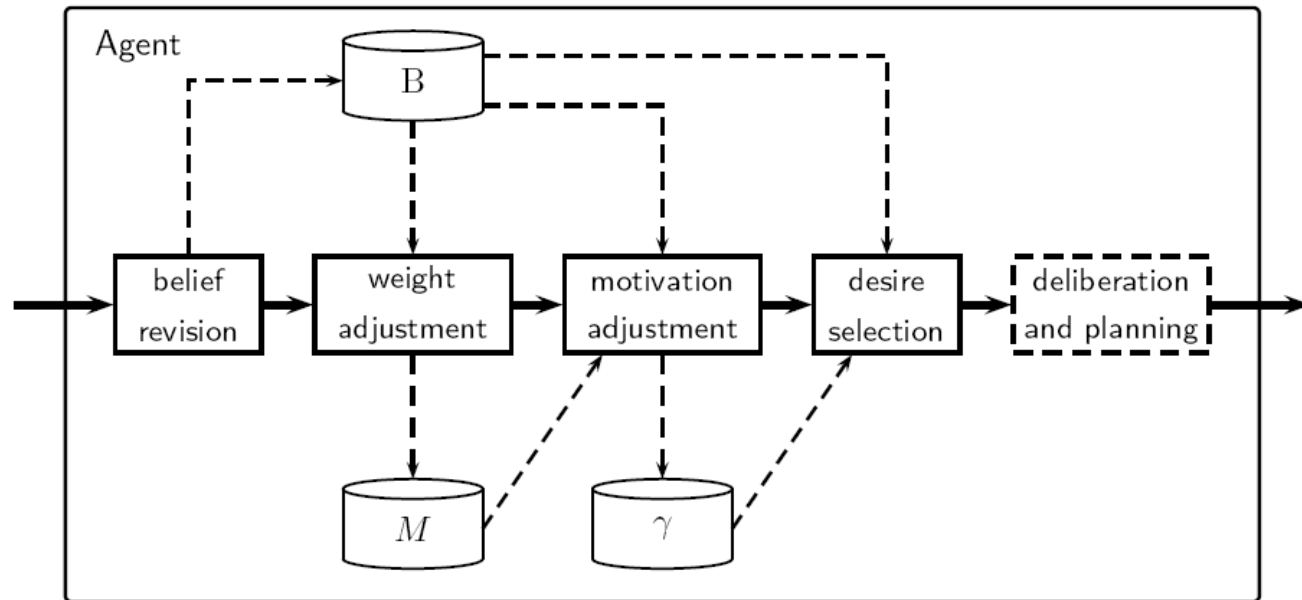 Agent
B
belief
revision
weight
adjustment
motivation
adjustment
desire
selection
deliberation
and planning
M
γ